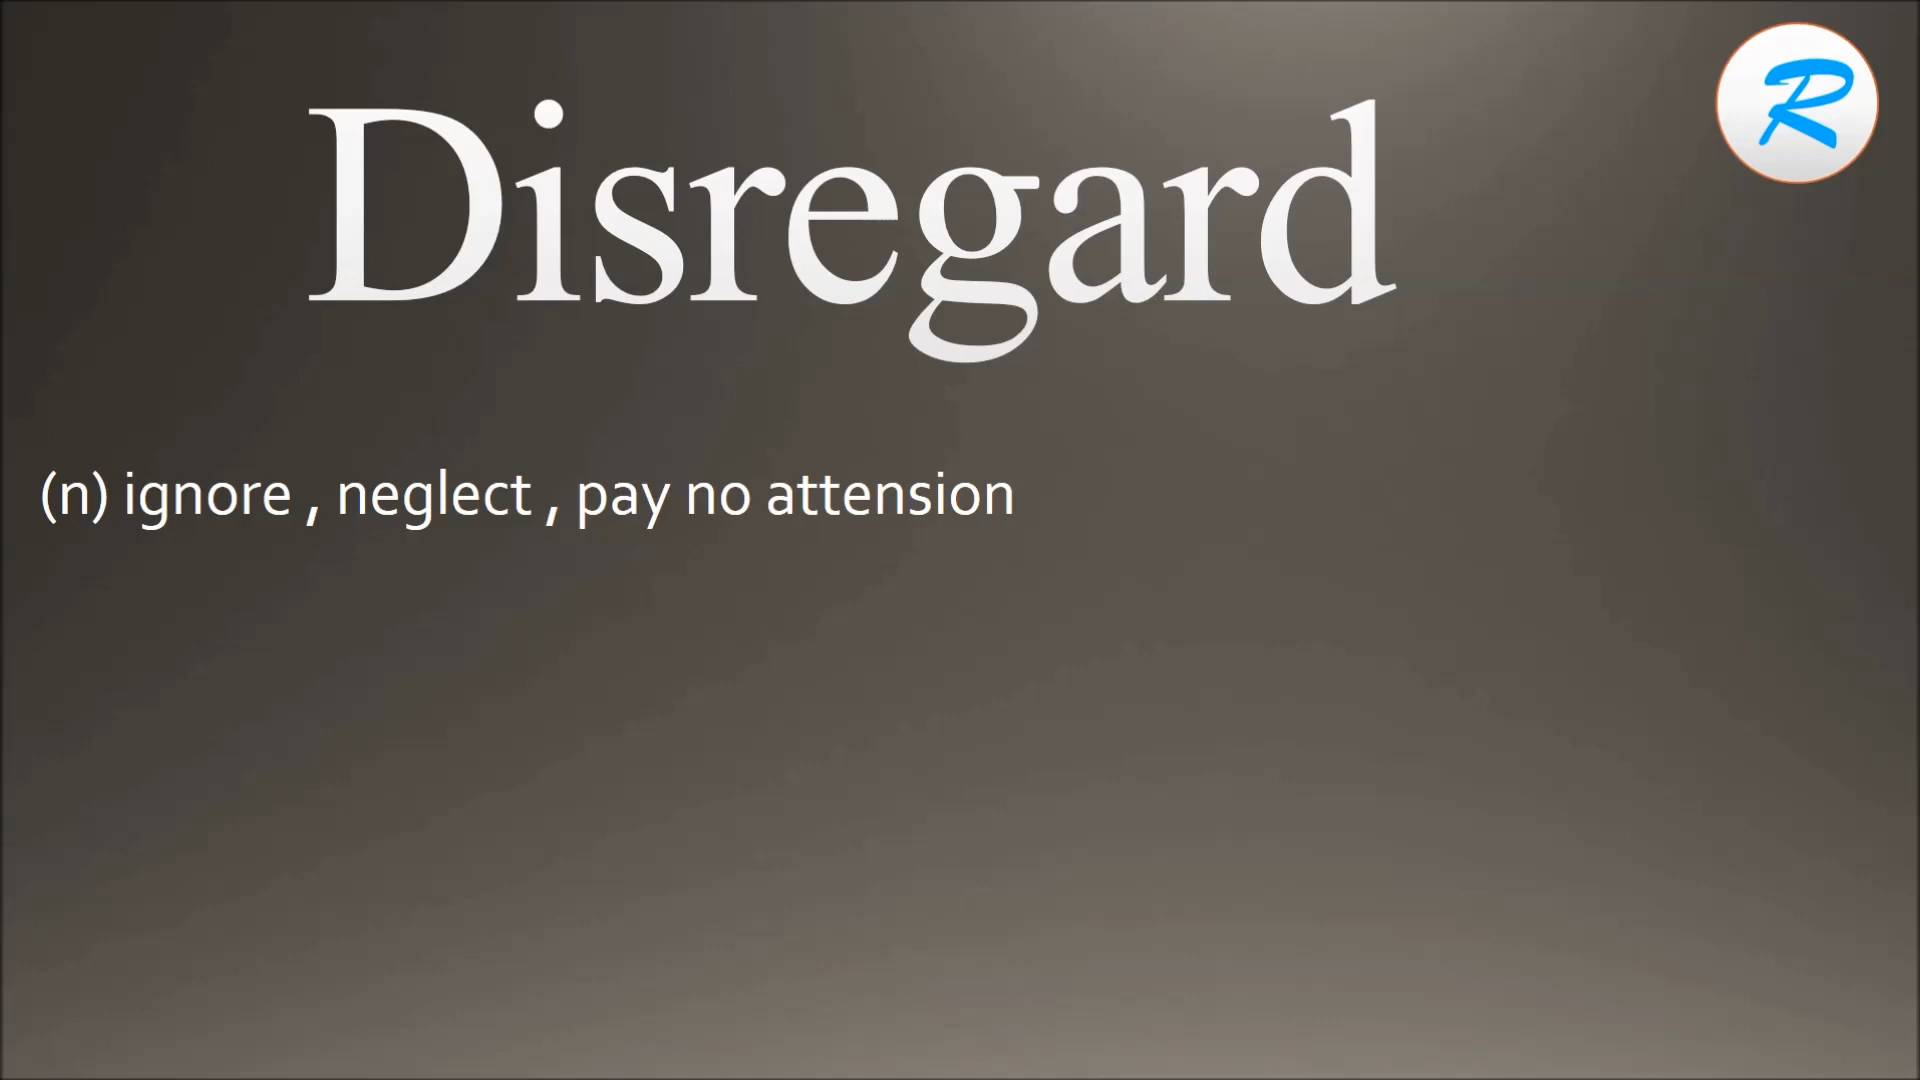 R
Disregard
(n) ignore , neglect , pay no attension